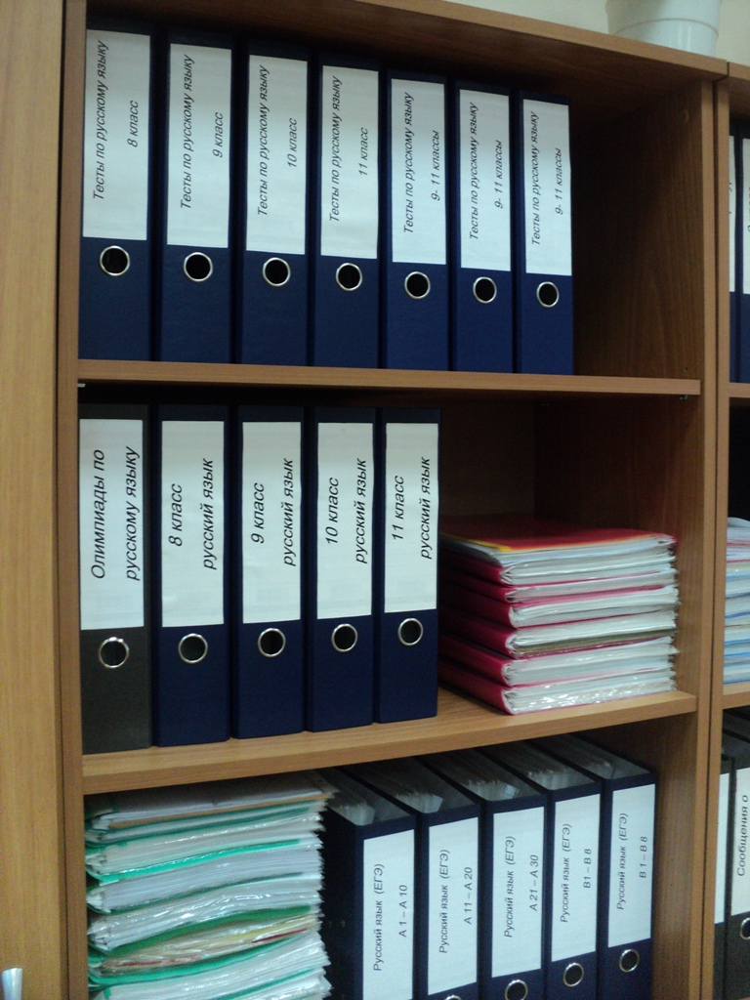 Тесты по русскому языку
8 класс
Тесты по русскому языку
9 класс
Тесты по русскому языку
10 класс
Тесты по русскому языку
11 класс
Тесты по русскому языку
9- 11 классы
Тесты по русскому языку
9- 11 классы
Тесты по русскому языку
9- 11 классы
Олимпиады по
русскому языку
8 класс
русский язык
9 класс
русский язык
10 класс
русский язык
11 класс
русский язык
Русский язык (ЕГЭ)
А 1 – А 10
Русский язык (ЕГЭ)
А 11 – А 20
Русский язык (ЕГЭ)
А 21 – А 30
Русский язык (ЕГЭ)
В1 – В 8
Русский язык (ЕГЭ)
В 1 – В 8
Сообщения о